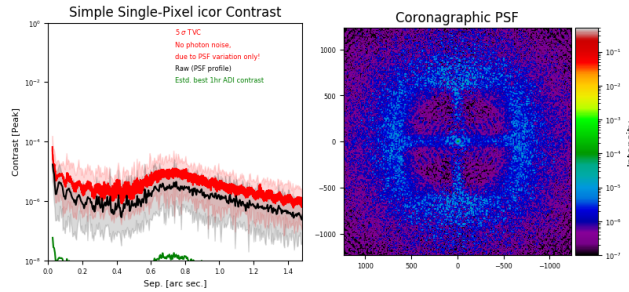 Simple Single-Pixel icor Contrast
5 σ TVC
No photon noise,
due to PSF variation only!
Raw (PSF profile)
Estd. best 1hr ADI contrast
Contrast [Peak]
10^0
10^-2
10^-4
10^-6
10^-8
0.0 0.2 0.4 0.6 0.8 1.0 1.2 1.4
Sep. [arc sec.]
Coronagraphic PSF
1000
500
0
−500
−1000
1000 500 0 −500 −1000
10^-1
10^-2
10^-3
10^-4
10^-5
10^-6
10^-7